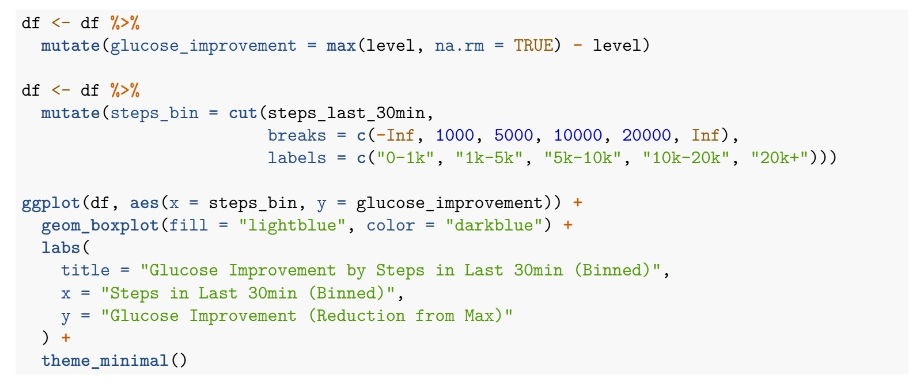 df <- df %>%
  mutate(glucose_improvement = max(level, na.rm = TRUE) - level)

df <- df %>%
  mutate(steps_bin = cut(steps_last_30min,
                         breaks = c(-Inf, 1000, 5000, 10000, 20000, Inf),
                         labels = c("0-1k", "1k-5k", "5k-10k", "10k-20k", "20k+")))

ggplot(df, aes(x = steps_bin, y = glucose_improvement)) +
  geom_boxplot(fill = "lightblue", color = "darkblue") +
  labs(
    title = "Glucose Improvement by Steps in Last 30min (Binned)",
    x = "Steps in Last 30min (Binned)",
    y = "Glucose Improvement (Reduction from Max)"
  ) +
  theme_minimal()